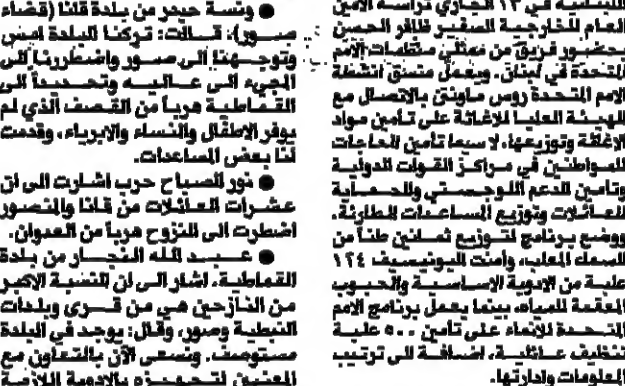 اللبنانية في ١٣ الجاري ترأسه الامين
العام للخارجية السفير ظافر الحسن
بحضور فريق من ممثلي منظمات الامم
المتحدة في لبنان. ويعمل منسق انشطة
الامم المتحدة روس ماونتن بالاتصال مع
الهيئة العليا للاغاثة على تأمين مواد
الاغاثة وتوزيعها، لا سيما تأمين الحاجات
للمواطنين في مراكز القوات الدولية
وتأمين الدعم اللوجستي والحماية
للعائلات وتوزيع المساعدات الطارئة.
ووضع برنامج لتوزيع ثمانين طناً من
السمك المعلب، وأمنت اليونيسيف ١٢٤
علبة من الادوية الاساسية والحبوب
المعقمة للمياه، بينما يعمل برنامج الامم
المتحدة للإنماء على تأمين ٥٠٠ علبة
تنظيف عائلية، اضافة الى ترتيب
المعلومات وادارتها.
● ونسة حيدر من بلدة قانا (قضاء
صور): قالت: تركنا البلدة امس
وتوجهنا الى صور واضطررنا الى
المجيء الى عاليه وتحديداً الى
القماطية هرباً من القصف الذي لم
يوفر الاطفال والنساء والابرياء، وقدمت
لنا بعض المساعدات.
● نور الصباح حرب اشارت الى ان
عشرات العائلات من قانا والمنصور
اضطرت الى النزوح هرباً من العدوان.
● عبد الله النجار من بلدة
القماطية، اشار الى ان النسبة الاكبر
من النازحين هي من قرى وبلدات
النبطية وصور، وقال: يوجد في البلدة
مستوصف، ونسعى الآن بالتعاون مع
المعنيين لتجهيزه بالادوية اللازمة